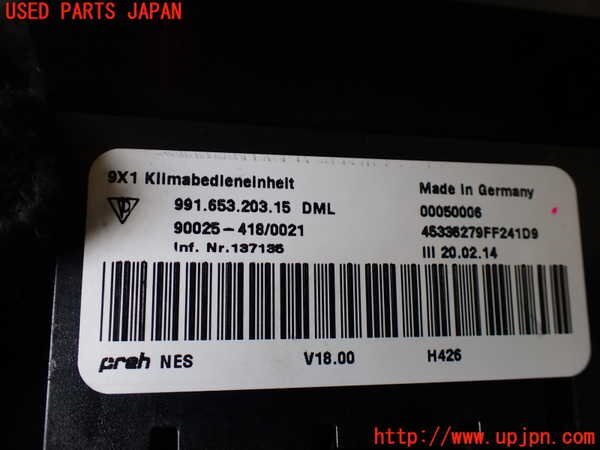 USED PARTS JAPAN
9X1 Klimabedieneinheit
Made in Germany
991.653.203.15 DML
00050006
90025-418/0021
46336279FF241D9
Inf. Nr.137136
III 20.02.14
preh NES
V18.00
H426
http://www.upjpn.com/